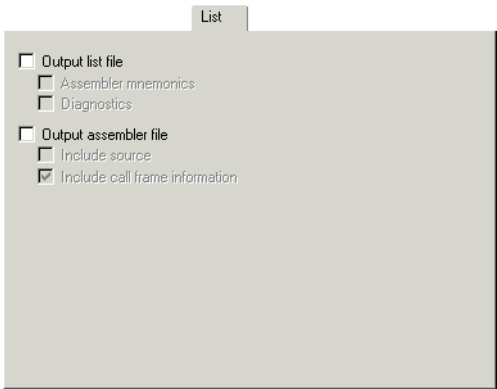 List
Output list file
Assembler mnemonics
Diagnostics
Output assembler file
Include source
Include call frame information